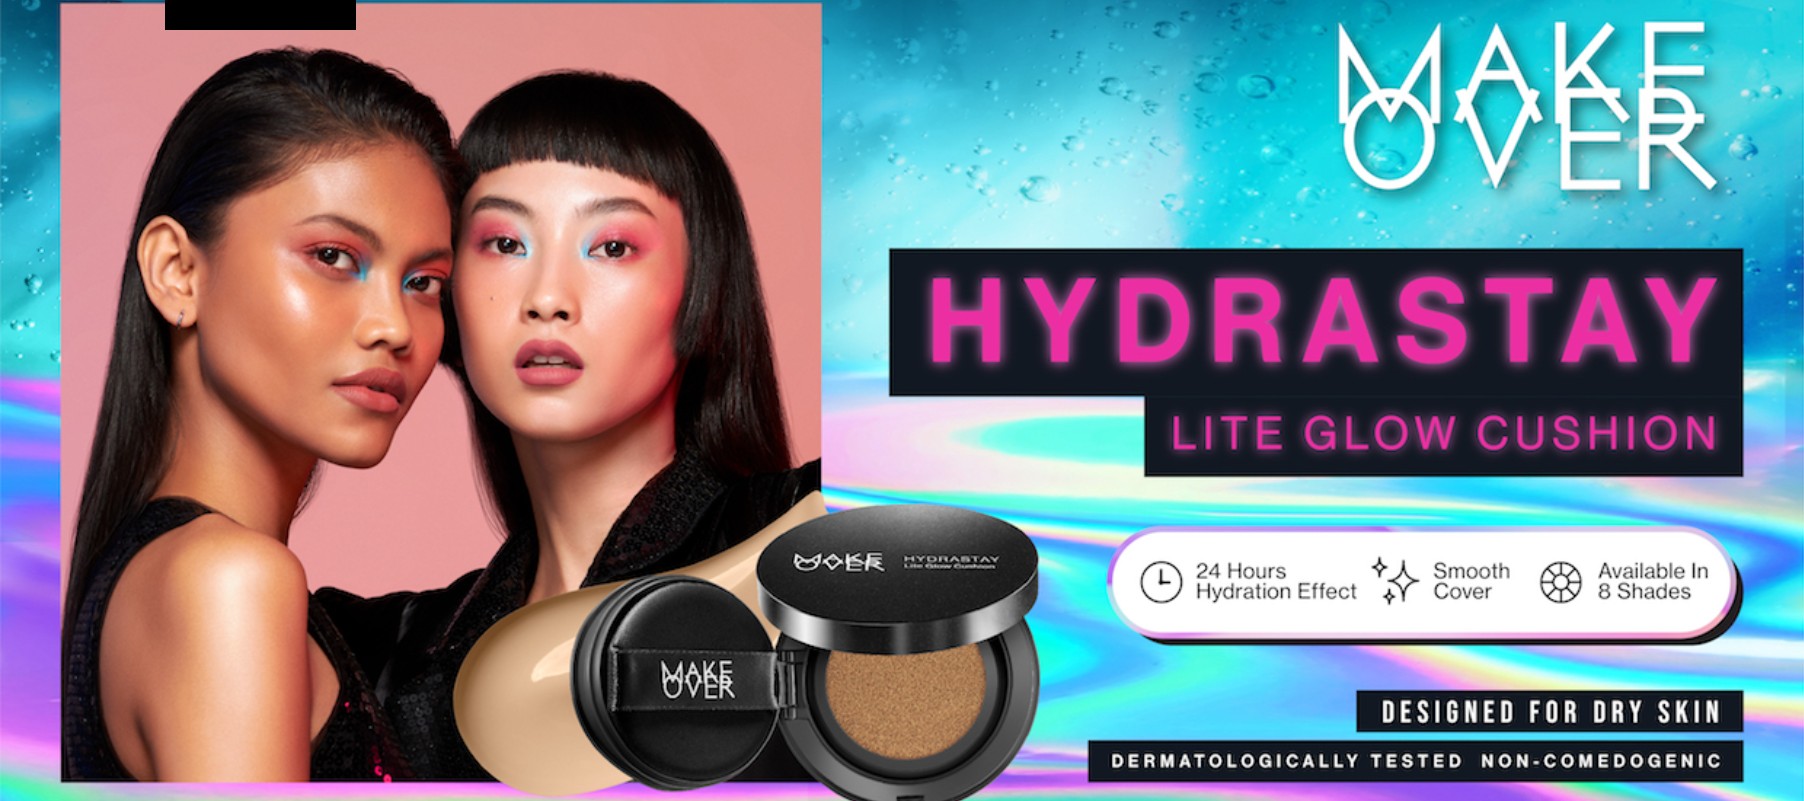 MAKE
OVER
HYDRASTAY
LITE GLOW CUSHION
MAKE
OVER
HYDRASTAY
Lite Glow Cushion
24 Hours
Hydration Effect
Smooth
Cover
Available In
8 Shades
MAKE
OVER
DESIGNED FOR DRY SKIN
DERMATOLOGICALLY TESTED NON-COMEDOGENIC